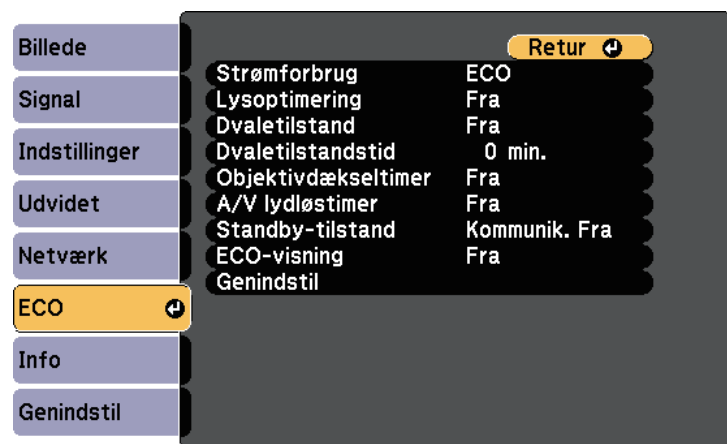 Billede
Signal
Indstillinger
Udvidet
Netværk
ECO
Info
Genindstil
Retur
Strømforbrug ECO
Lysoptimering Fra
Dvaletilstand Fra
Dvaletilstandstid 0 min.
Objektivdækseltimer Fra
A/V lydløstimer Fra
Standby-tilstand Kommunik. Fra
ECO-visning Fra
Genindstil